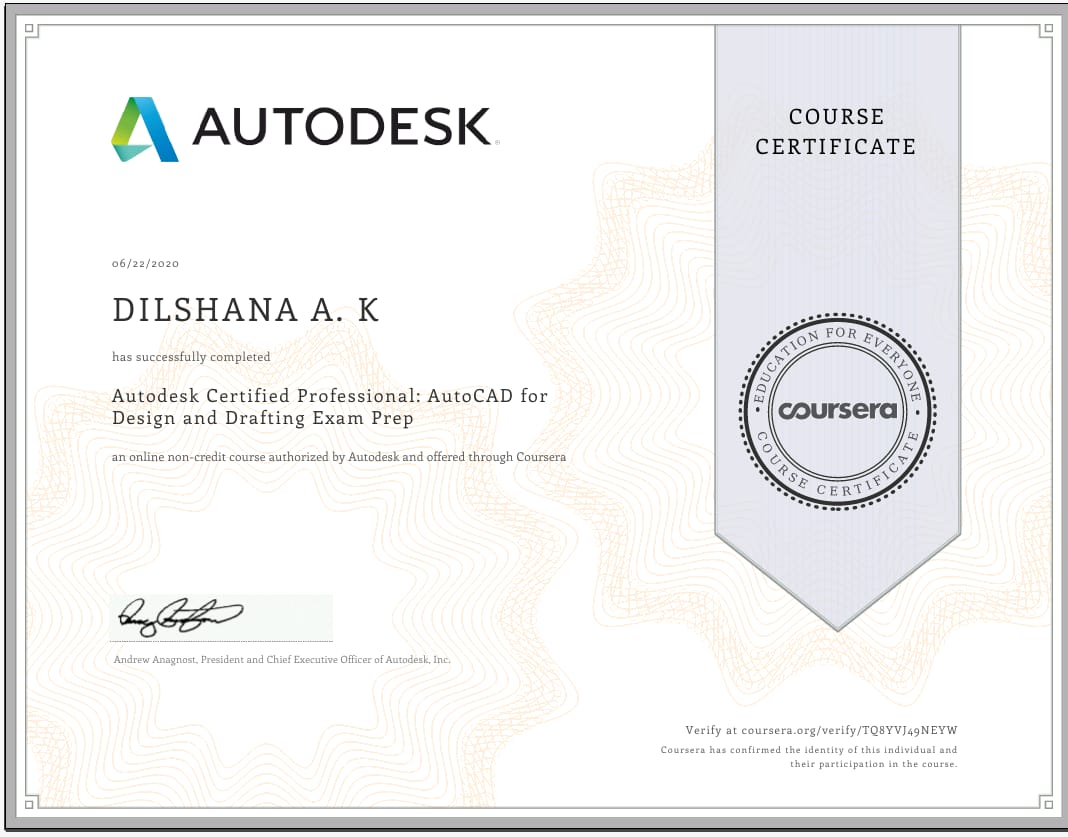 AUTODESK
COURSE
CERTIFICATE
06/22/2020
DILSHANA A. K
has successfully completed
Autodesk Certified Professional: AutoCAD for
Design and Drafting Exam Prep
an online non-credit course authorized by Autodesk and offered through Coursera
EDUCATION FOR EVERYONE
coursera
COURSE CERTIFICATE
Andrew Anagnost, President and Chief Executive Officer of Autodesk, Inc.
Verify at coursera.org/verify/TQ8YVJ49NEYW
Coursera has confirmed the identity of this individual and
their participation in the course.